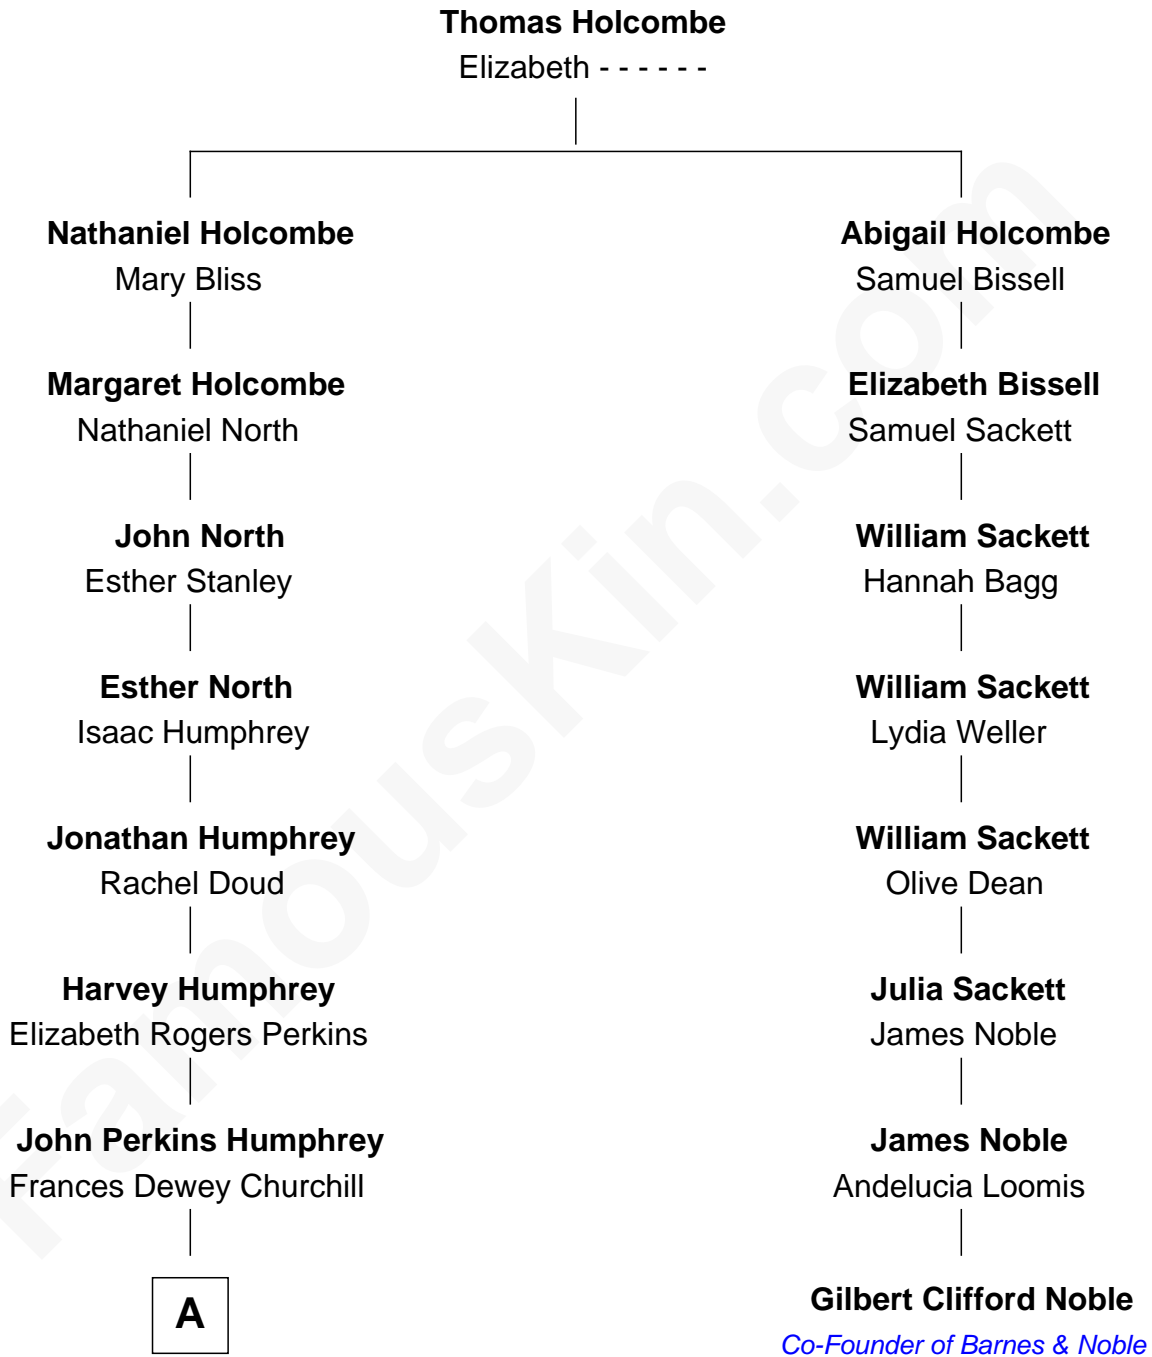 Thomas Holcombe
Elizabeth - - - - - -
Nathaniel Holcombe
Mary Bliss
Margaret Holcombe
Nathaniel North
John North
Esther Stanley
Esther North
Isaac Humphrey
Jonathan Humphrey
Rachel Doud
Harvey Humphrey
Elizabeth Rogers Perkins
John Perkins Humphrey
Frances Dewey Churchill
A
Abigail Holcombe
Samuel Bissell
Elizabeth Bissell
Samuel Sackett
William Sackett
Hannah Bagg
William Sackett
Lydia Weller
William Sackett
Olive Dean
Julia Sackett
James Noble
James Noble
Andelucia Loomis
Gilbert Clifford Noble
Co-Founder of Barnes & Noble
FamousKin.com